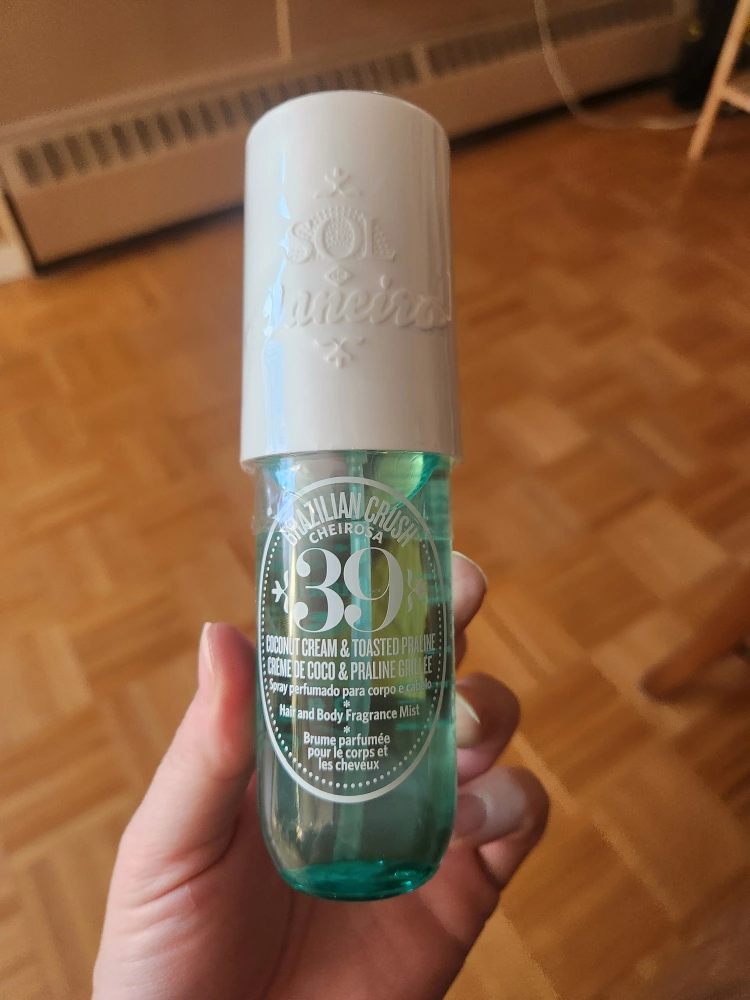 SOL
de
Janeiro
BRAZILIAN CRUSH
CHEIROSA
39
COCONUT CREAM & TOASTED PRALINE
CRÈME DE COCO & PRALINE GRILLÉE
Spray perfumado para corpo e cabelo
*
Hair and Body Fragrance Mist
*
Brume parfumée
pour le corps et
les cheveux